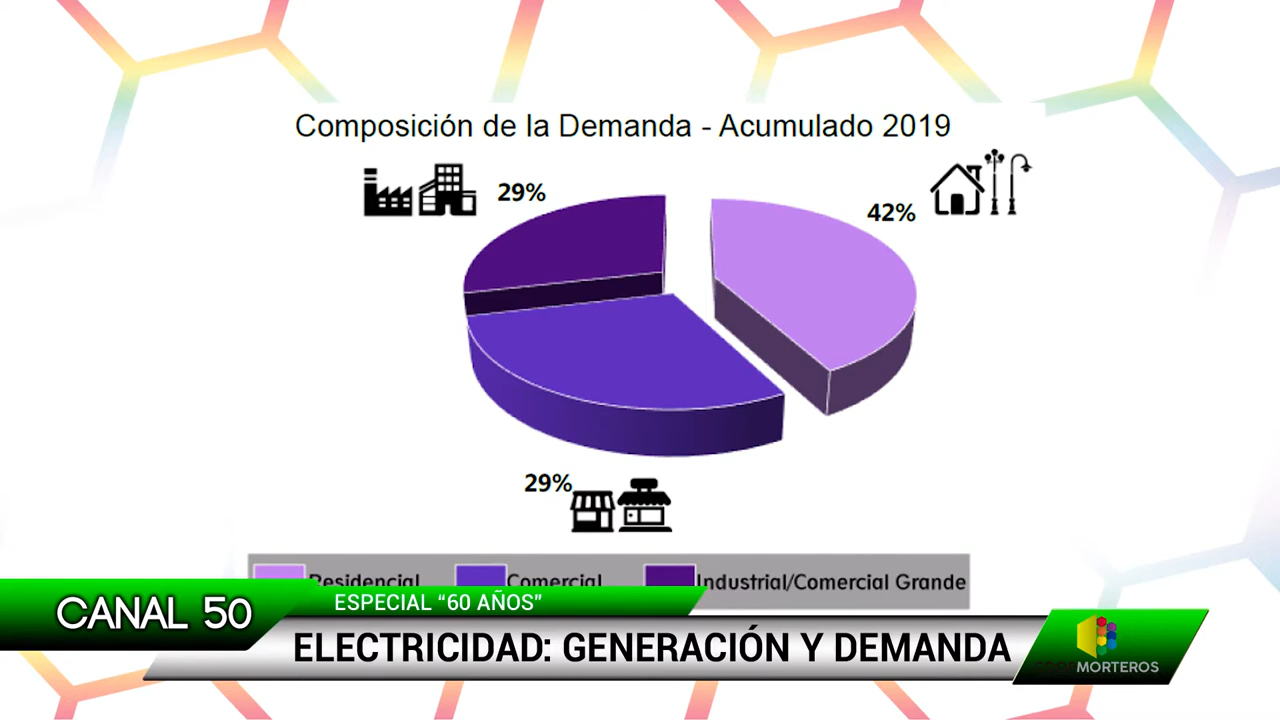 Composición de la Demanda - Acumulado 2019
29%
42%
29%
Residencial
Comercial
Industrial/Comercial Grande
CANAL 50
ESPECIAL “60 AÑOS”
ELECTRICIDAD: GENERACIÓN Y DEMANDA
COOPMORTEROS